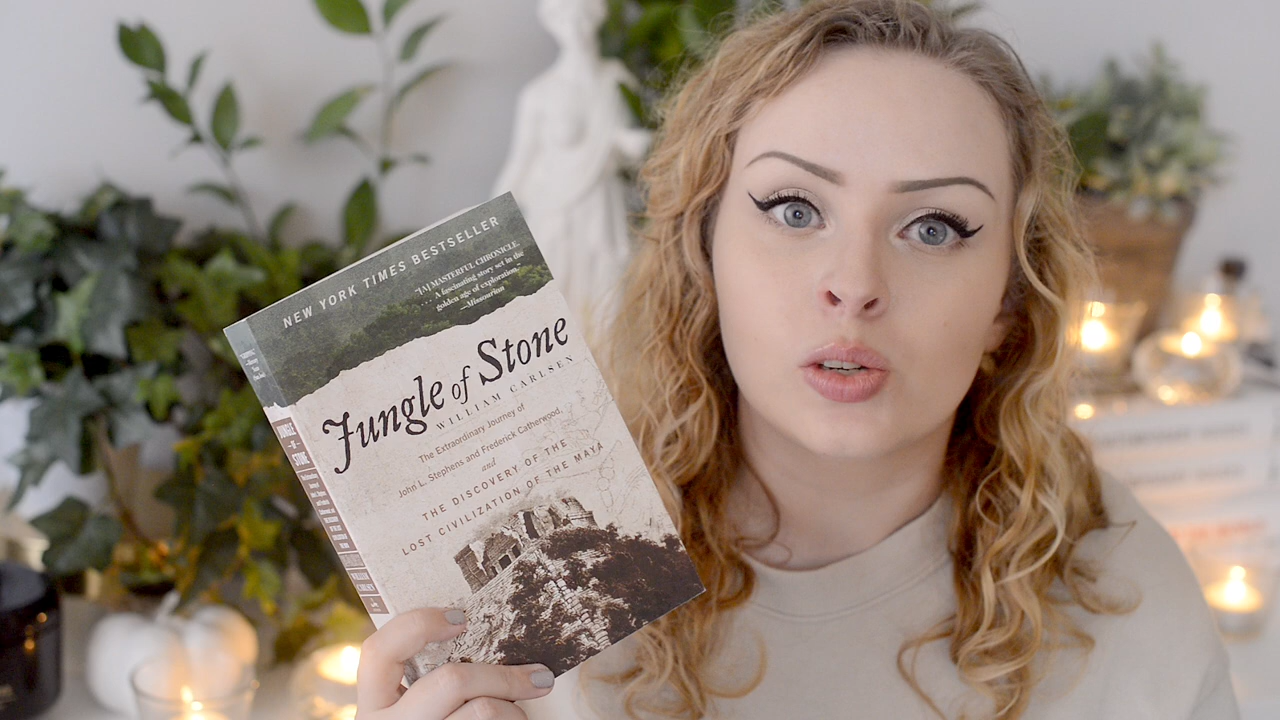 NEW YORK TIMES BESTSELLER
"[A] MASTERFUL CHRONICLE
. . . A fascinating story set in the
golden age of exploration."
—Missourian
Jungle of Stone
WILLIAM CARLSEN
The Extraordinary Journey of
John L. Stephens and Frederick Catherwood,
and
THE DISCOVERY OF THE
LOST CIVILIZATION OF THE MAYA
JUNGLE
OF
STONE